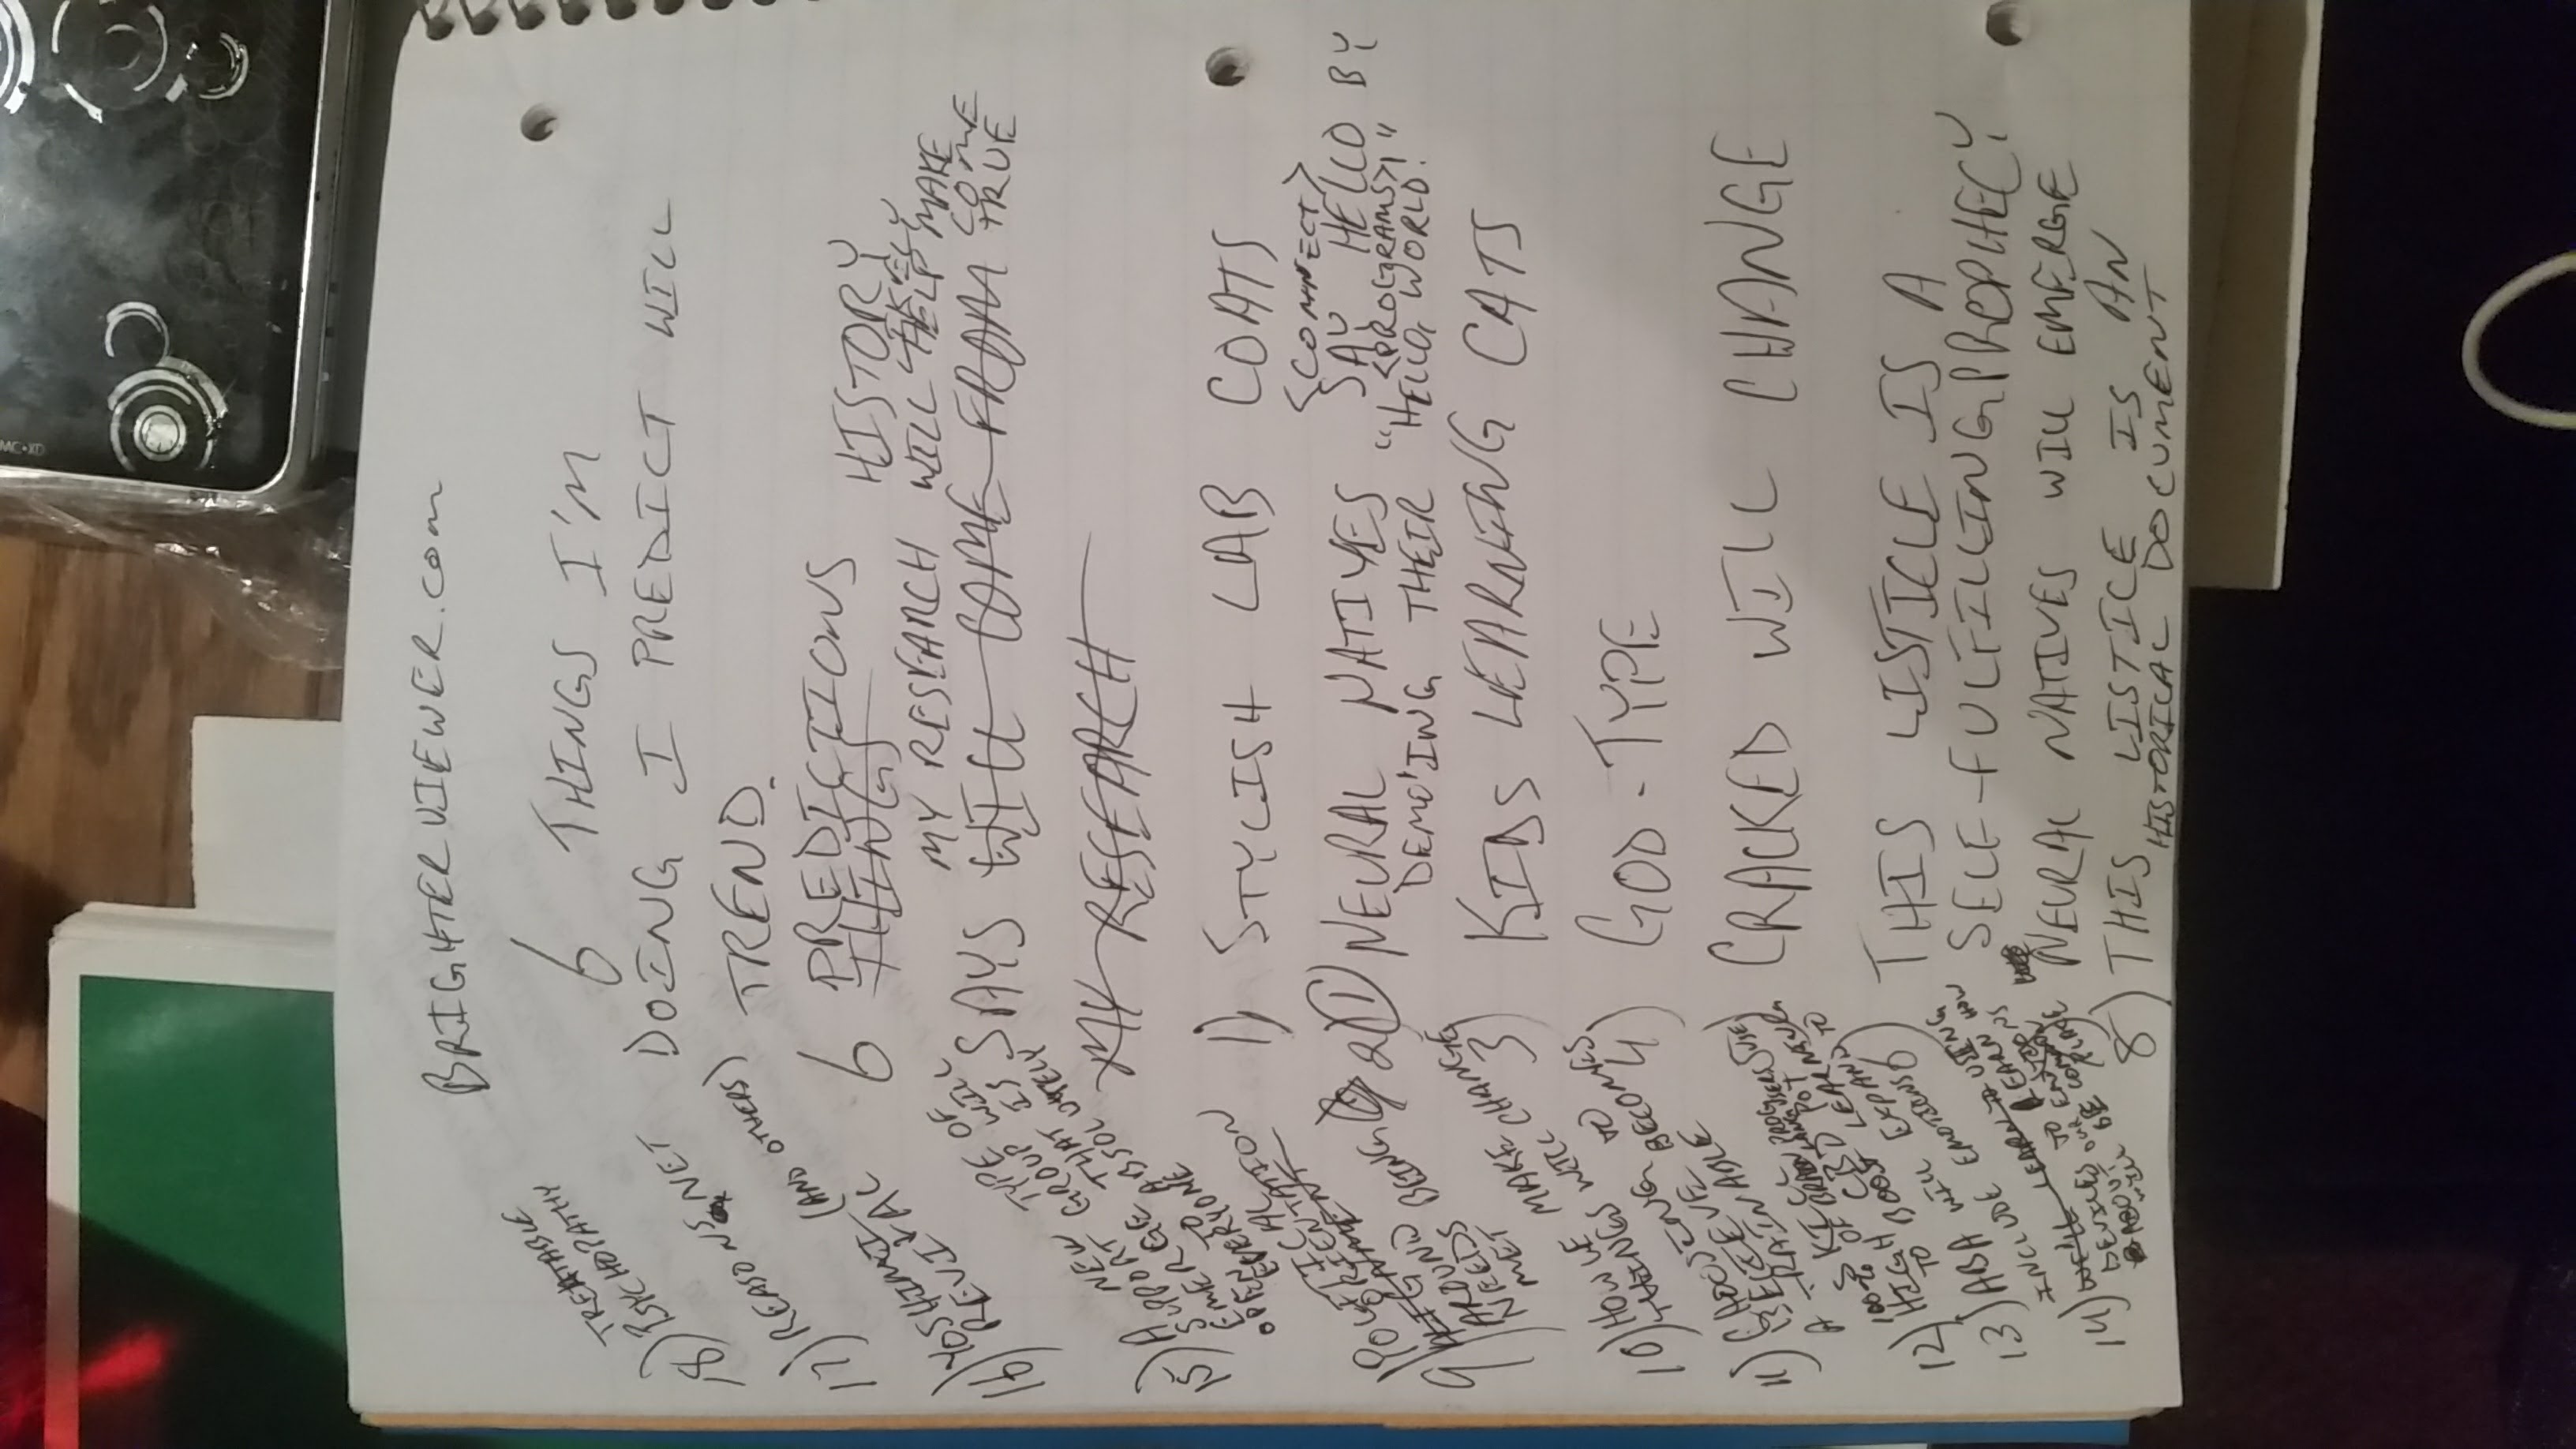 BRIGHTERVIEWER.com
6 THINGS I'M
DOING I PREDICT WILL
TREND.
6 PREDICTIONS
THINGS
HISTORY
LIKELY
MY RESEARCH WILL HELP MAKE
SAYS WILL COME FROM COME
TRUE
MY RESEARCH
1) STYLISH LAB COATS
<CONNECT>
2 1 NEURAL NATIVES SAY HELLO BY
<PROGRAMS>
DEMO'ING THEIR "HELLO, WORLD!"
3) KIDS LEARNING CATS
4) GOD-TYPE
CRACKED WILL CHANGE
6) THIS LISTICLE IS A
SELF-FULFILLING PROPHECY
NEURAL NATIVES WILL EMERGE
8) THIS LISTICE IS AN
HISTORICAL DOCUMENT
9) POLITICAL
ORIENTATION
ALIGNMENT
AROUND
NEEDS BEING
MET
10) HOW WE MAKE
THINGS WILL CHANGE
11) CHOOSING TO
BELIEVE BECOMES
A TRAINABLE
SKILL
100% OF BRAIN PROG
LANG USERS (USE)
12) HIGH CBD POT
TO BOOST LEARNING
13) ABA WILL EXPAND TO
INCLUDE EMOTIONS
14) WE'LL LEARN TO USING
DEVICES TO LEARN HOW
ABOUT OUR EMOTIONS
WILL BE COMMON
PLACE
15) A NEW TYPE OF
SUPPORT GROUP WILL
EMERGE THAT IS
OPEN TO ABSOLUTELY
EVERYONE
16) YOSHIMI (AND OTHERS)
REVIVAL
17) REASONS.NET
18) TREATABLE
PSYCHOPATHY